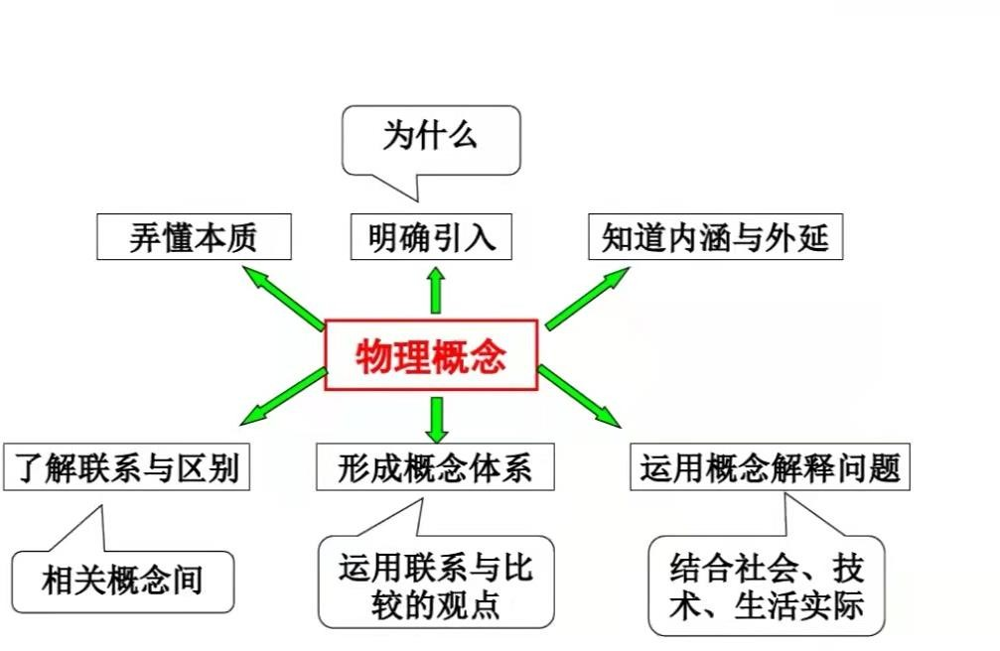 为什么
弄懂本质
明确引入
知道内涵与外延
物理概念
了解联系与区别
形成概念体系
运用概念解释问题
相关概念间
运用联系与比
较的观点
结合社会、技
术、生活实际